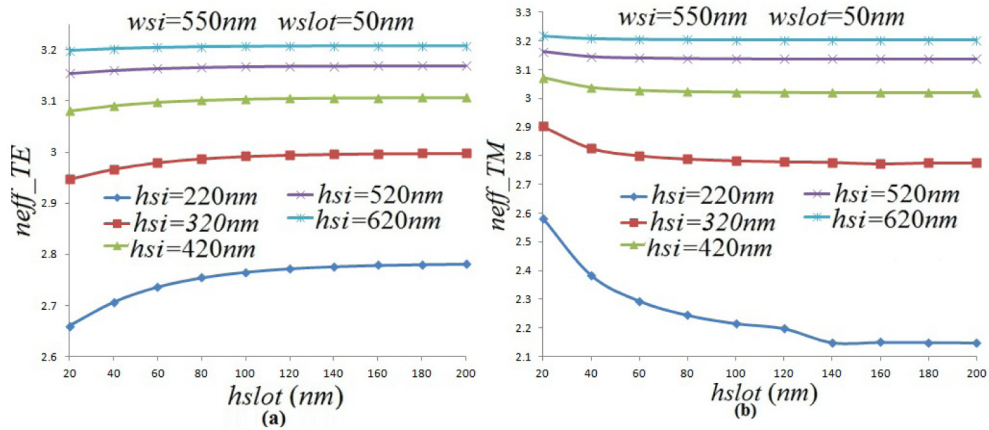 wsi=550nm wslot=50nm
neff_TE
3.2
3.1
3
2.9
2.8
2.7
2.6
hsi=220nm
hsi=320nm
hsi=420nm
hsi=520nm
hsi=620nm
20 40 60 80 100 120 140 160 180 200
hslot (nm)
(a)
wsi=550nm wslot=50nm
neff_TM
3.3
3.2
3.1
3
2.9
2.8
2.7
2.6
2.5
2.4
2.3
2.2
2.1
hsi=220nm
hsi=320nm
hsi=420nm
hsi=520nm
hsi=620nm
20 40 60 80 100 120 140 160 180 200
hslot (nm)
(b)